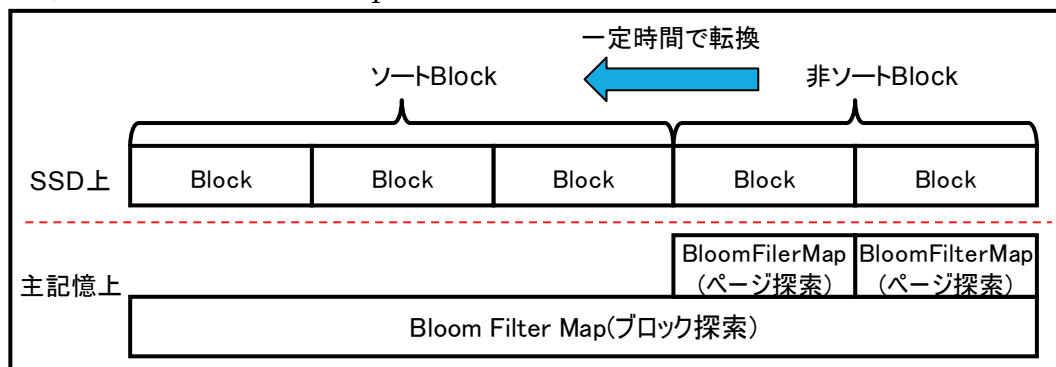 一定時間で転換
ソートBlock
非ソートBlock
SSD上
Block
Block
Block
Block
Block
主記憶上
BloomFilerMap
(ページ探索)
BloomFilterMap
(ページ探索)
Bloom Filter Map(ブロック探索)